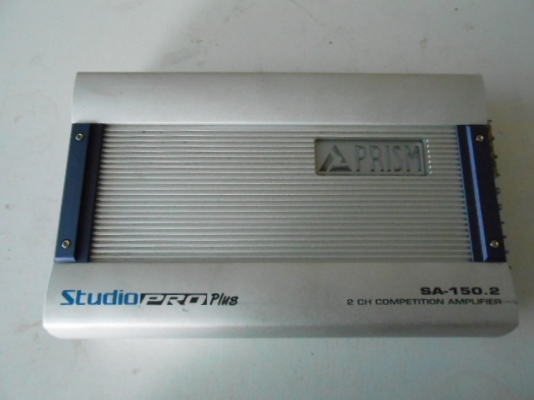 PRISM
Studio PRO Plus
SA-150.2
2 CH COMPETITION AMPLIFIER